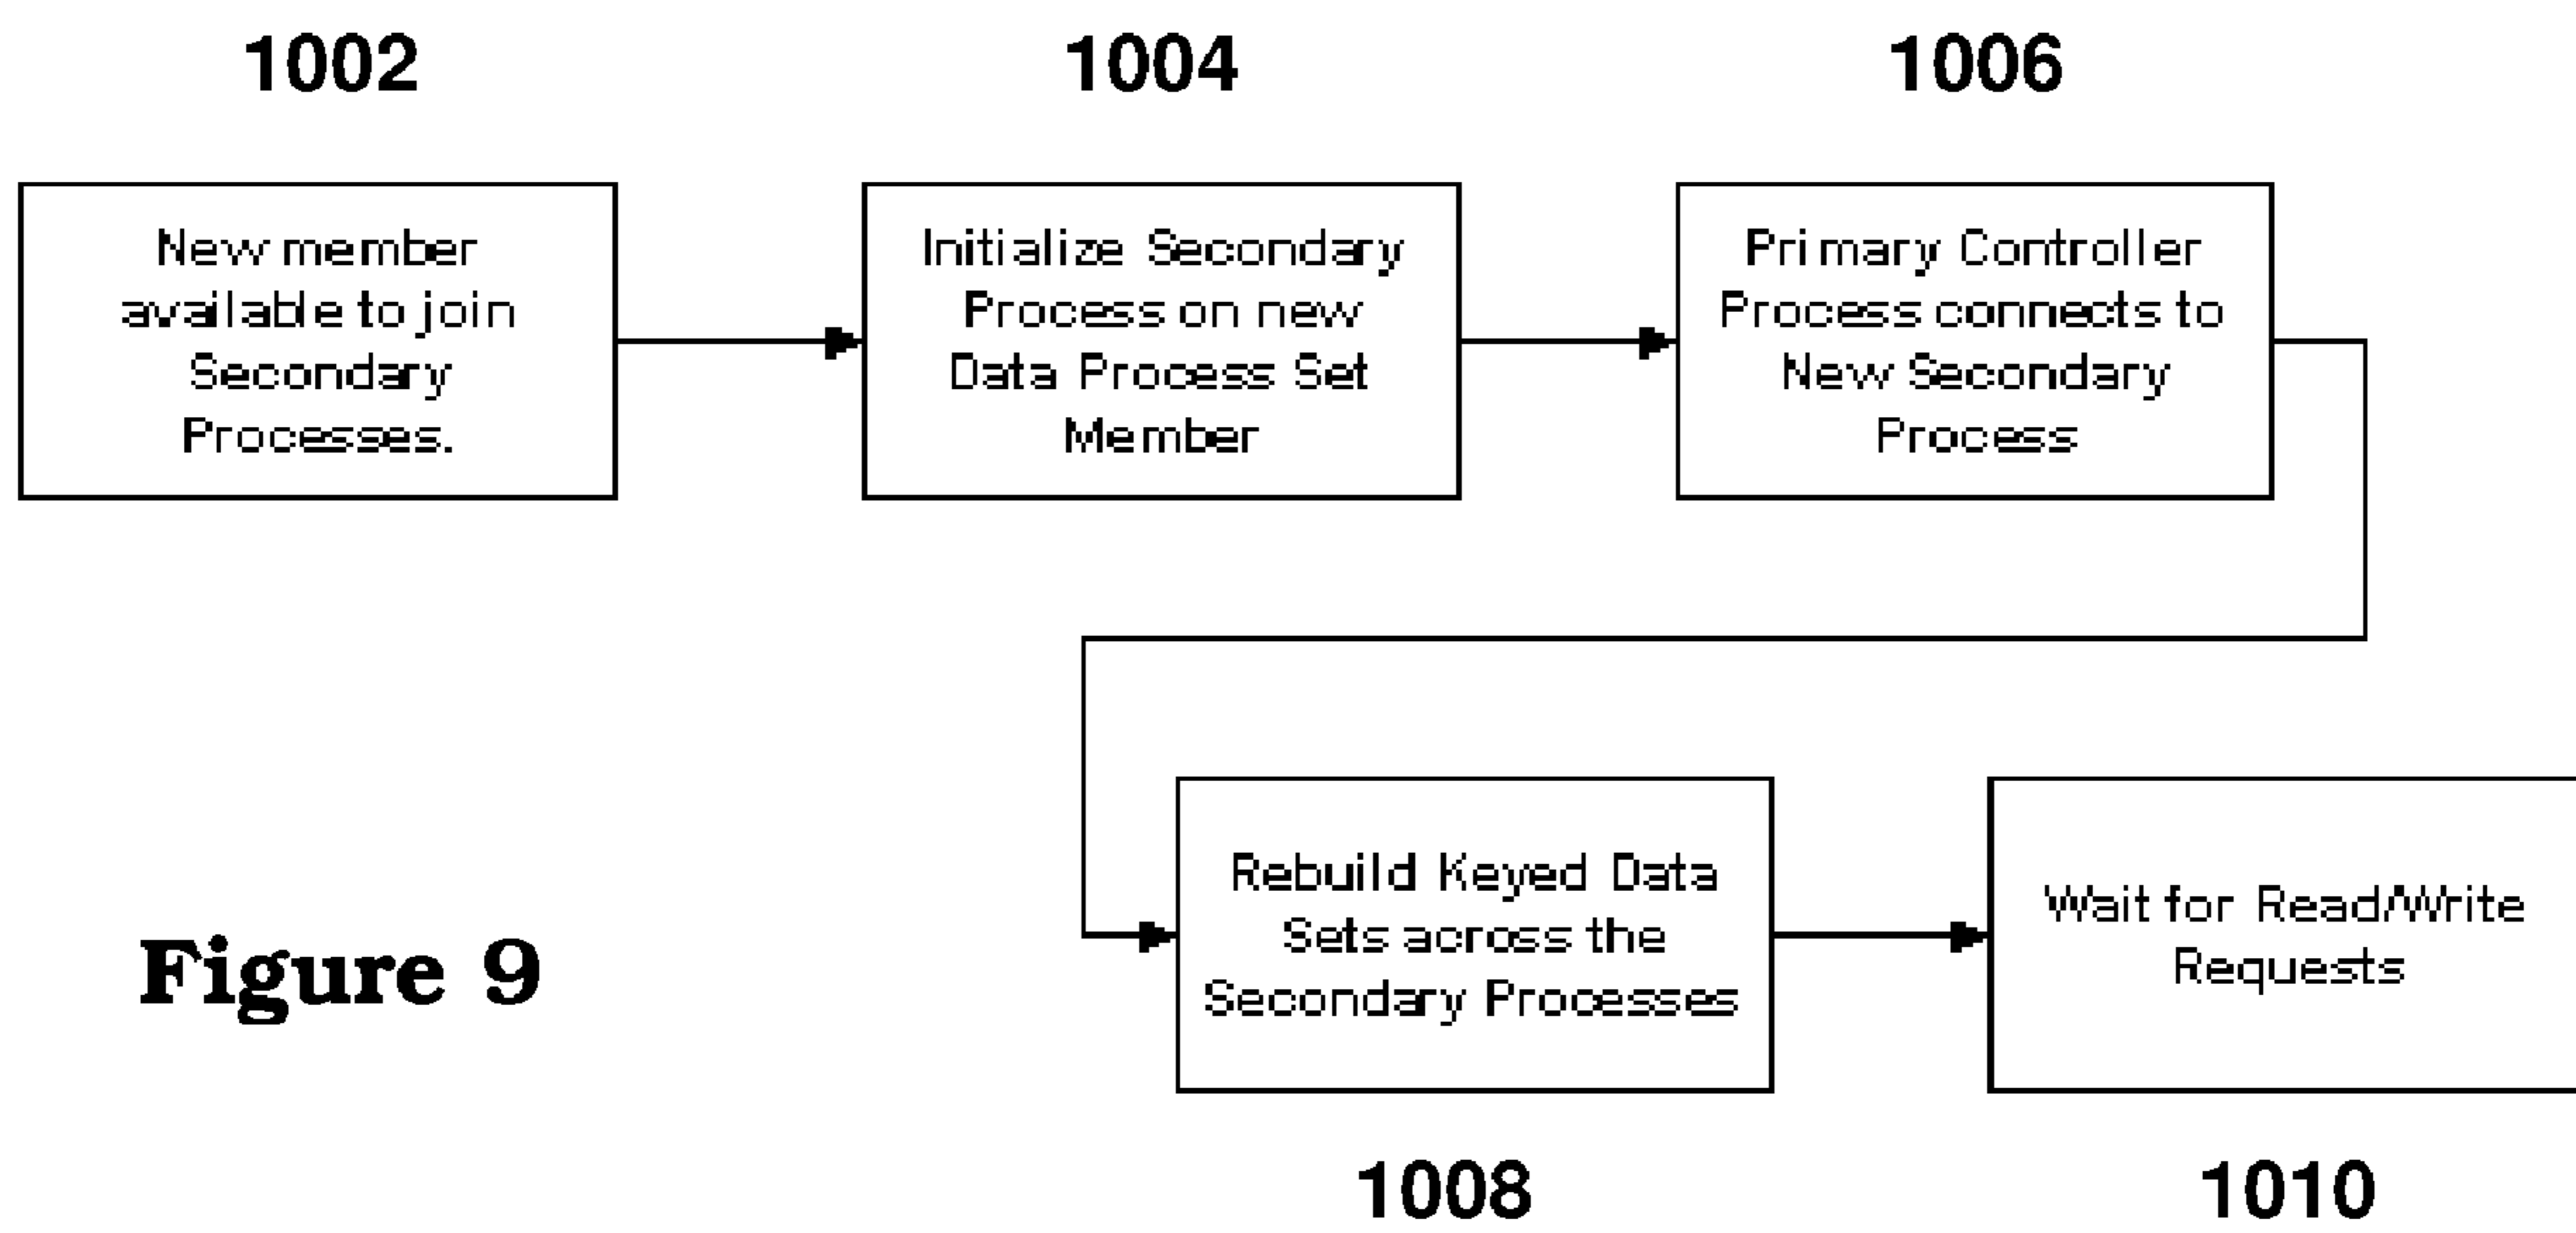 1002
1004
1006
New member
available to join
Secondary
Processes.
Initialize Secondary
Process on new
Data Process Set
Member
Primary Controller
Process connects to
New Secondary
Process
Rebuild Keyed Data
Sets across the
Secondary Processes
Wait for Read/Write
Requests
Figure 9
1008
1010